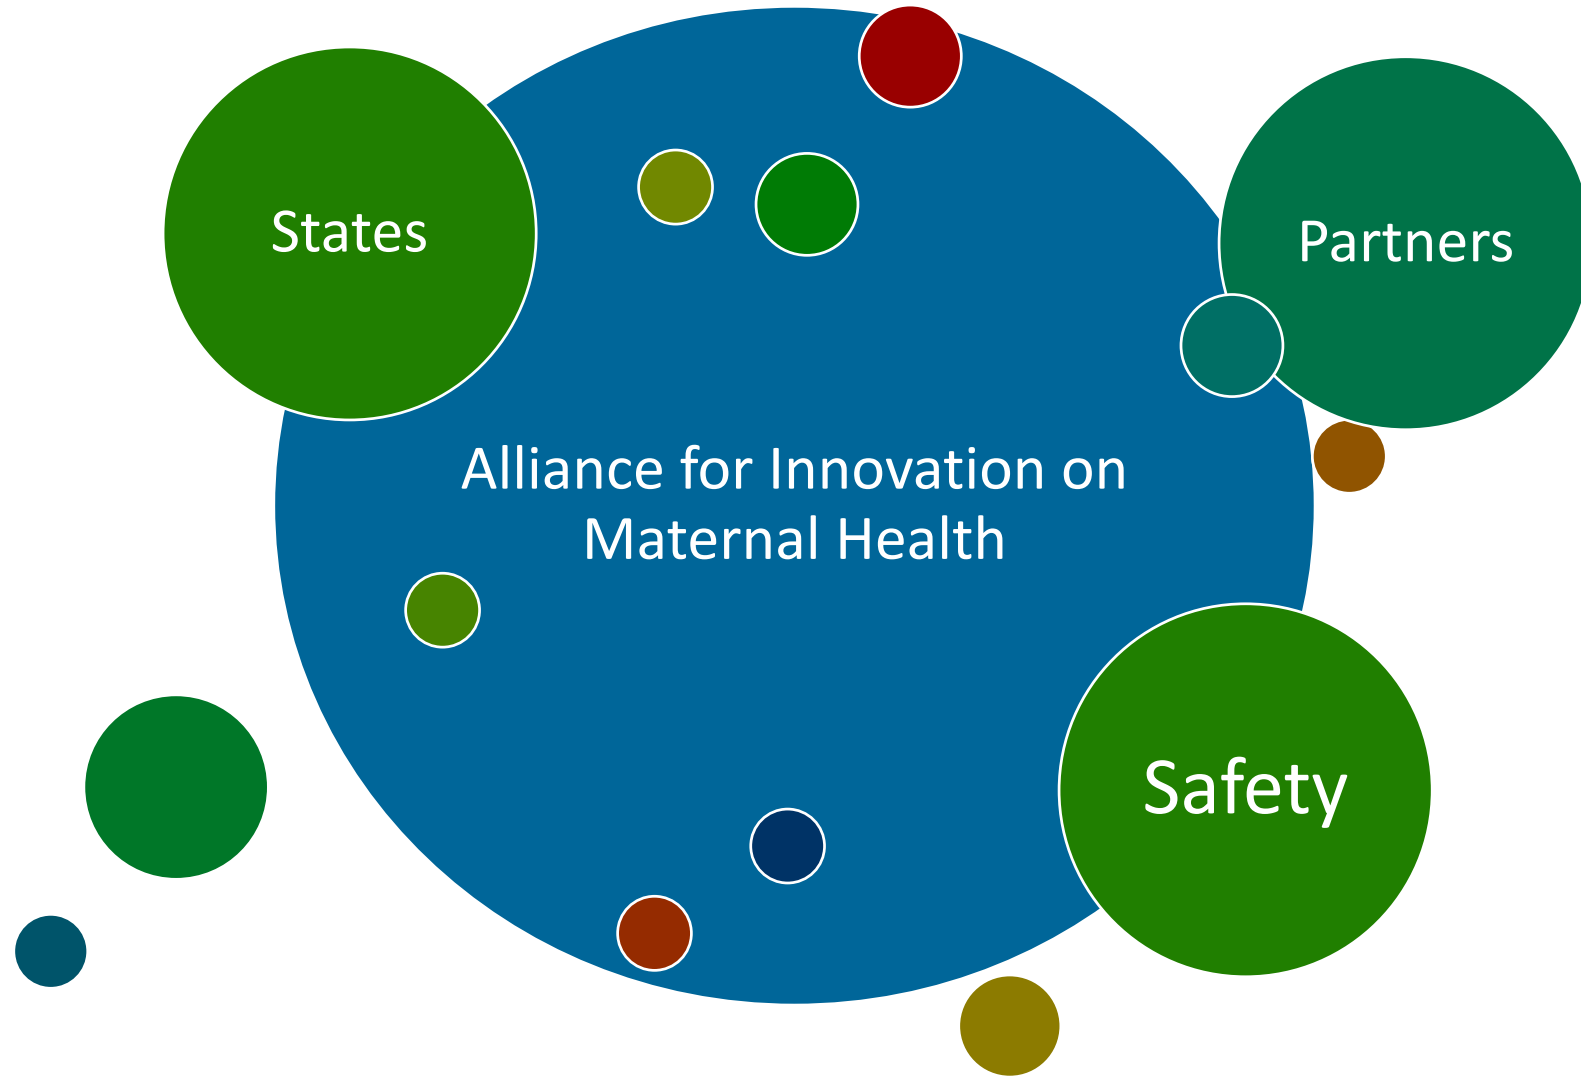 States
Partners
Alliance for Innovation on
Maternal Health
Safety